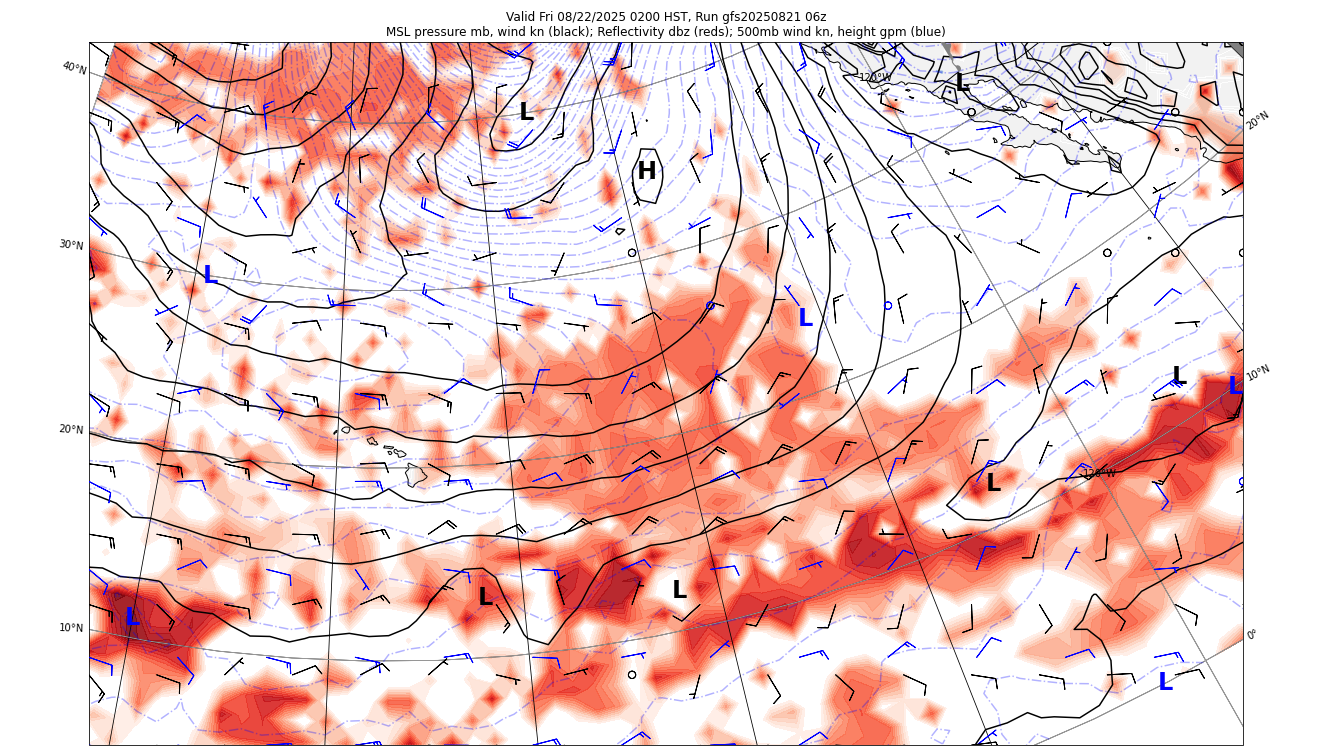 Valid Fri 08/22/2025 0200 HST, Run gfs20250821 06z
MSL pressure mb, wind kn (black); Reflectivity dbz (reds); 500mb wind kn, height gpm (blue)
40°N
120°W
L
L
20°N
H
30°N
L
L
L
10°N
L
20°N
120°W
L
L
L
L
10°N
0°
L